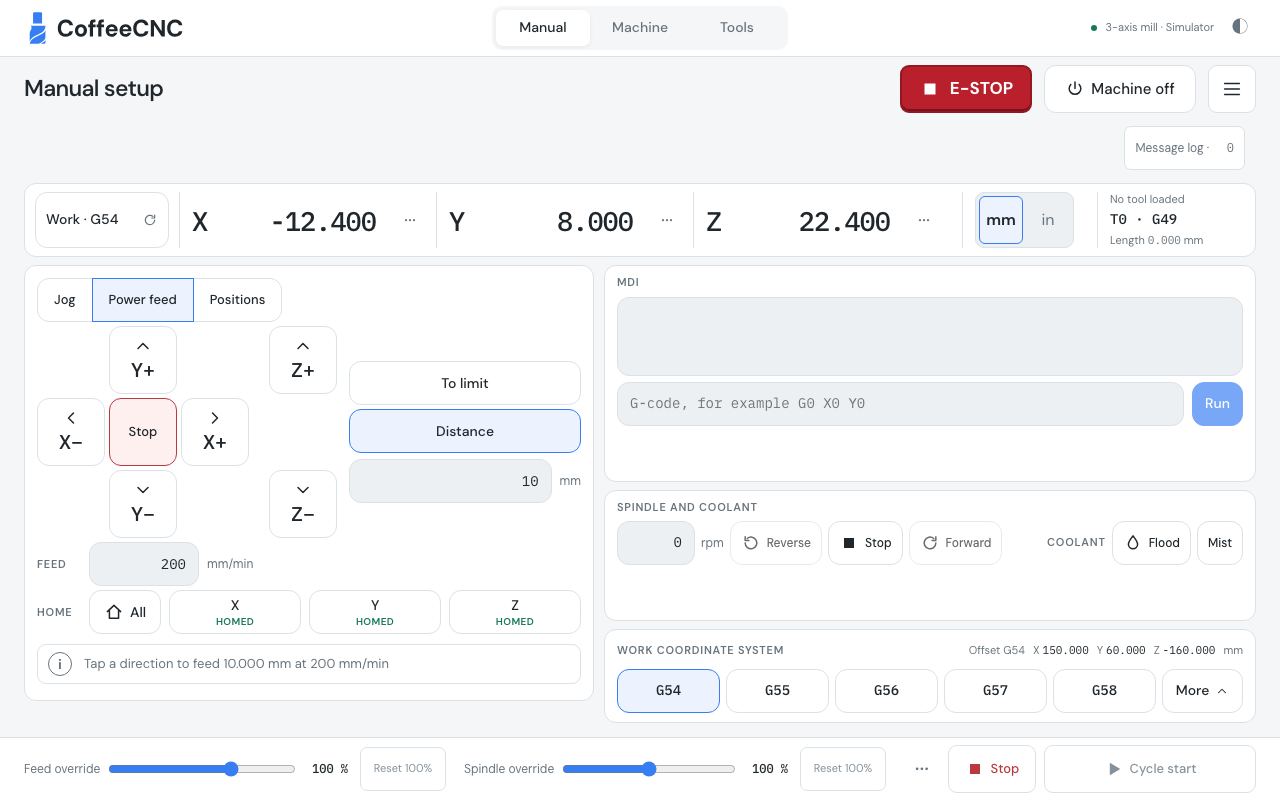 CoffeeCNC
Manual Machine Tools
3-axis mill · Simulator
Manual setup
E-STOP
Machine off
Message log · 0
Work · G54
X -12.400 ···
Y 8.000 ···
Z 22.400 ···
mm in
No tool loaded
T0 · G49
Length 0.000 mm
Jog Power feed Positions
Y+
Z+
X−
Stop
X+
Y−
Z−
To limit
Distance
10 mm
FEED 200 mm/min
HOME All
X
HOMED
Y
HOMED
Z
HOMED
i Tap a direction to feed 10.000 mm at 200 mm/min
MDI
G-code, for example G0 X0 Y0
Run
SPINDLE AND COOLANT
0 rpm Reverse Stop Forward
COOLANT Flood Mist
WORK COORDINATE SYSTEM
Offset G54 X 150.000 Y 60.000 Z -160.000 mm
G54 G55 G56 G57 G58 More
Feed override 100 % Reset 100%
Spindle override 100 % Reset 100%
··· Stop Cycle start